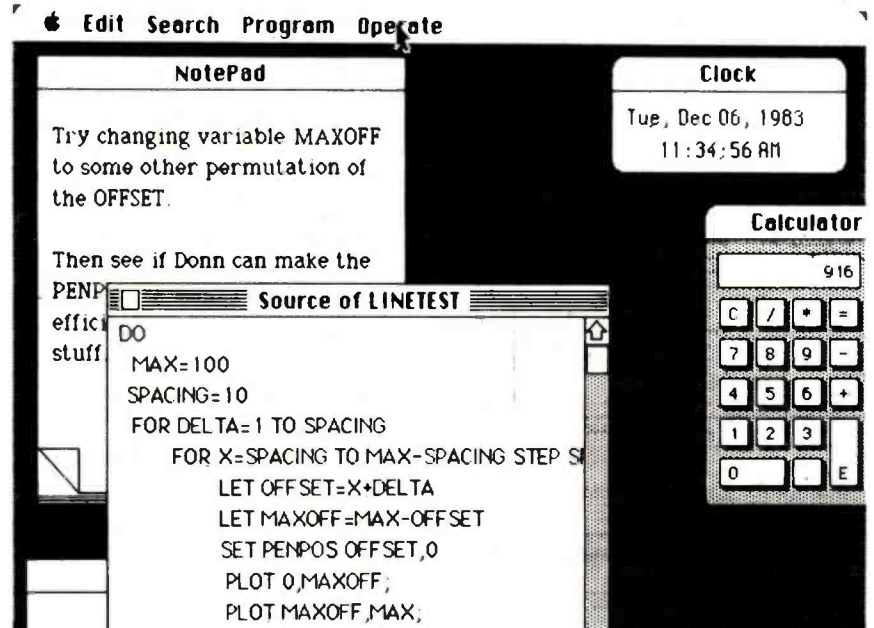 Edit Search Program Operate
NotePad
Try changing variable MAXOFF
to some other permutation of
the OFFSET.
Then see if Donn can make the
PENP
effici
stuff
Source of LINETEST
DO
MAX=100
SPACING=10
FOR DELTA=1 TO SPACING
FOR X=SPACING TO MAX-SPACING STEP
LET OFFSET=X+DELTA
LET MAXOFF=MAX-OFFSET
SET PENPOS OFFSET,0
PLOT 0,MAXOFF;
PLOT MAXOFF,MAX;
Clock
Tue, Dec 06, 1983
11:34:56 AM
Calculator
916
C / * =
7 8 9 -
4 5 6 +
1 2 3
0 . E